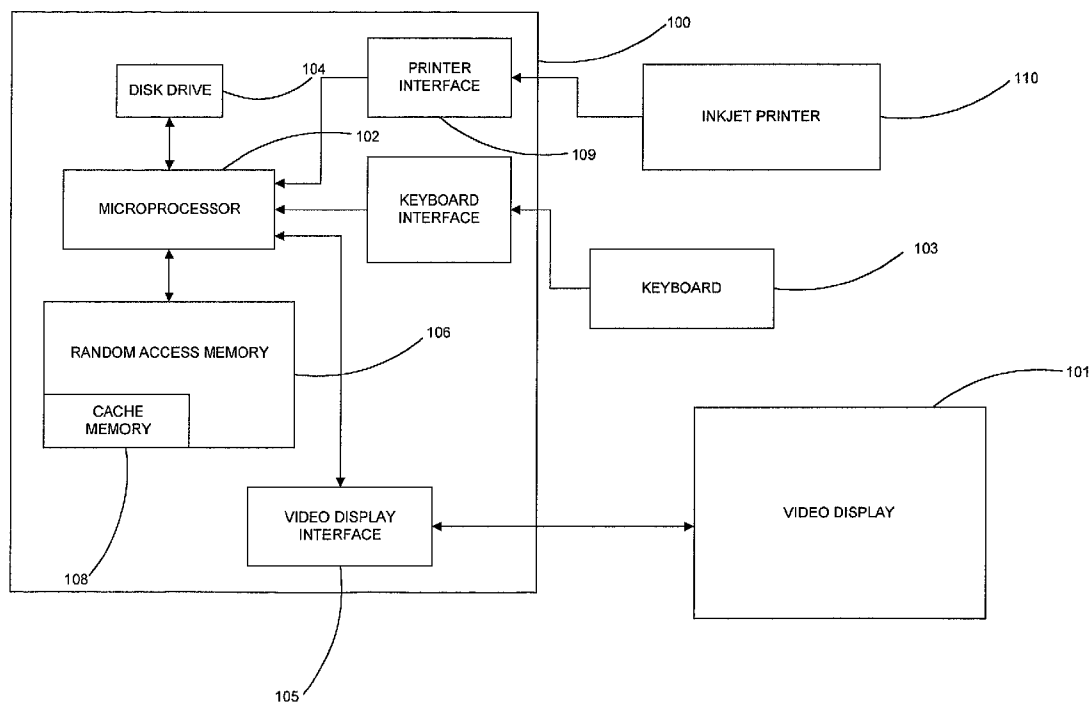 100
PRINTER
INTERFACE
104
DISK DRIVE
110
INKJET PRINTER
102
109
MICROPROCESSOR
KEYBOARD
INTERFACE
103
KEYBOARD
106
RANDOM ACCESS MEMORY
101
CACHE
MEMORY
VIDEO DISPLAY
INTERFACE
VIDEO DISPLAY
108
105